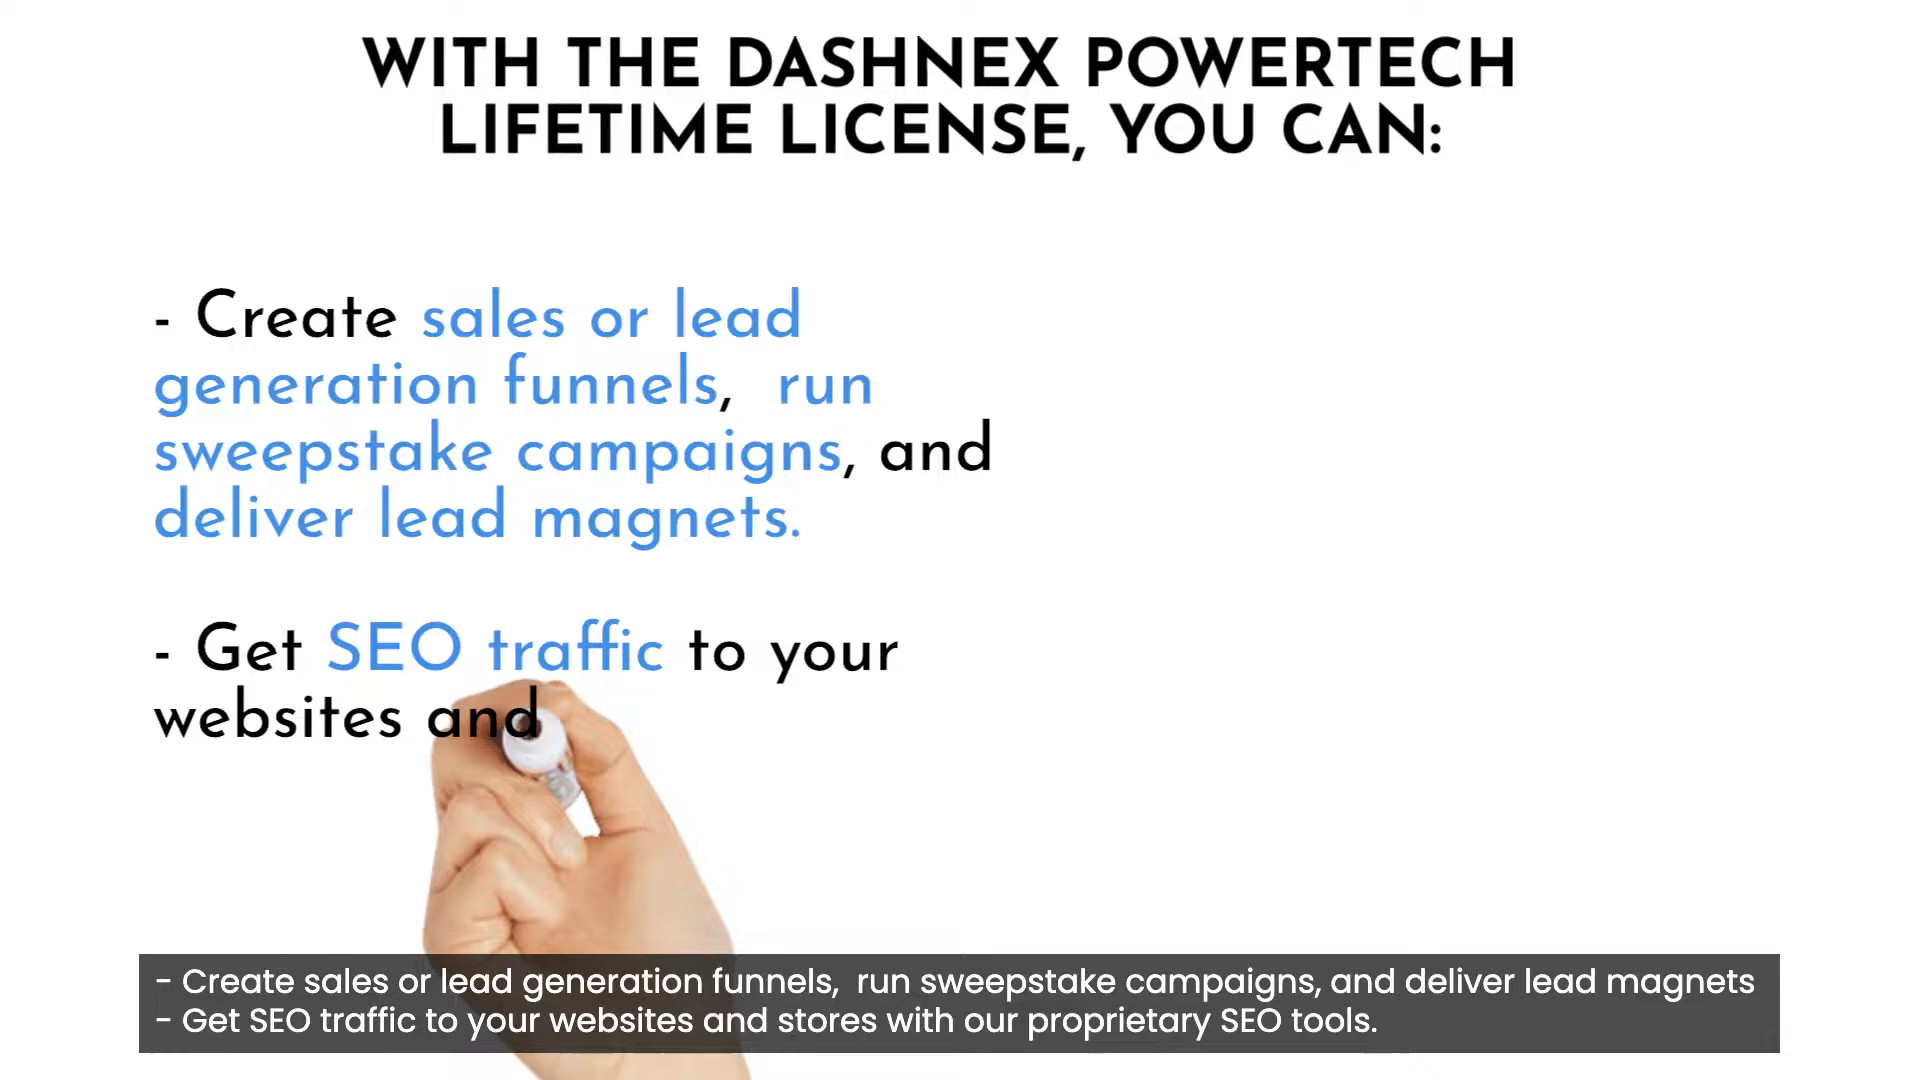 WITH THE DASHNEX POWERTECH
LIFETIME LICENSE, YOU CAN:
- Create sales or lead
generation funnels,  run
sweepstake campaigns, and
deliver lead magnets.
- Get SEO traffic to your
websites and
- Create sales or lead generation funnels,  run sweepstake campaigns, and deliver lead magnets
- Get SEO traffic to your websites and stores with our proprietary SEO tools.